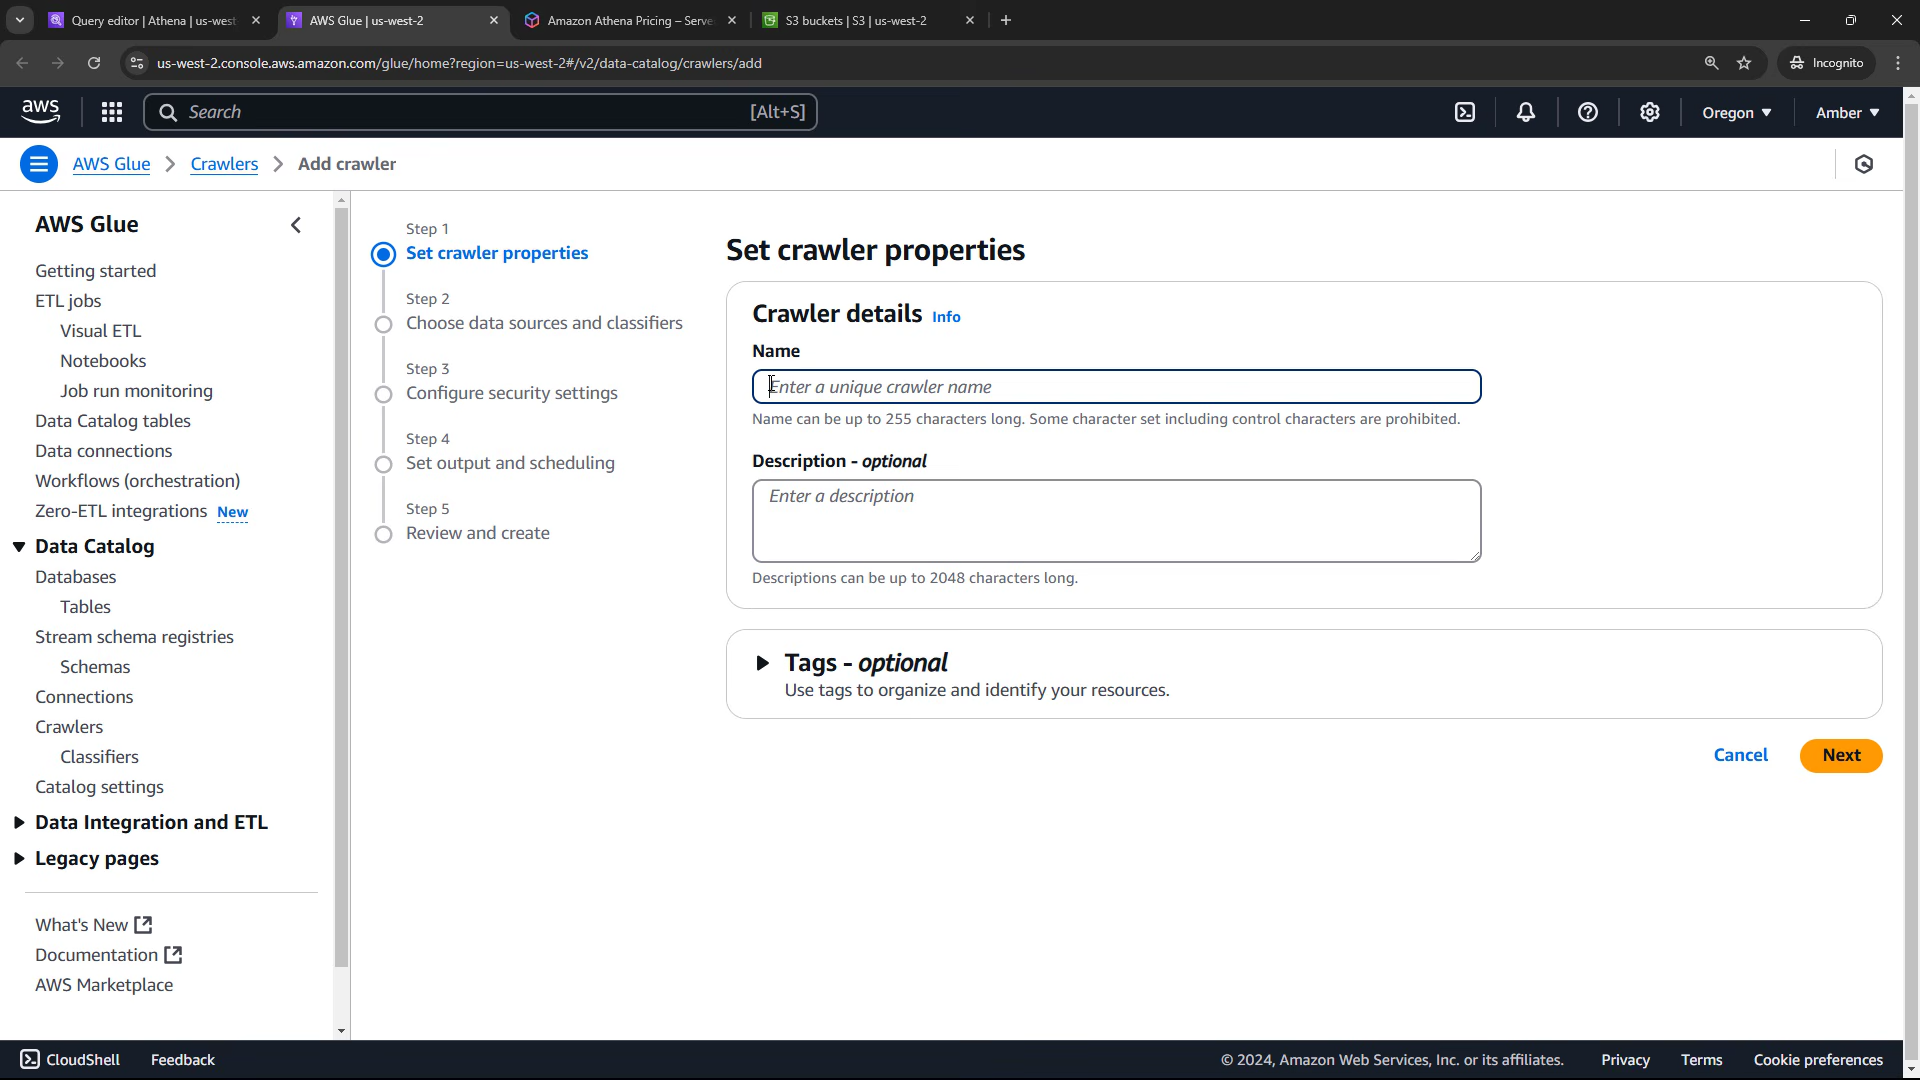 Query editor | Athena | us-west
AWS Glue | us-west-2
Amazon Athena Pricing – Serve
S3 buckets | S3 | us-west-2
us-west-2.console.aws.amazon.com/glue/home?region=us-west-2#/v2/data-catalog/crawlers/add
Incognito
aws
Search
[Alt+S]
Oregon
Amber
AWS Glue
Crawlers
Add crawler
AWS Glue
Getting started
ETL jobs
Visual ETL
Notebooks
Job run monitoring
Data Catalog tables
Data connections
Workflows (orchestration)
Zero-ETL integrations New
Data Catalog
Databases
Tables
Stream schema registries
Schemas
Connections
Crawlers
Classifiers
Catalog settings
Data Integration and ETL
Legacy pages
What's New
Documentation
AWS Marketplace
Step 1
Set crawler properties
Step 2
Choose data sources and classifiers
Step 3
Configure security settings
Step 4
Set output and scheduling
Step 5
Review and create
Set crawler properties
Crawler details Info
Name
Enter a unique crawler name
Name can be up to 255 characters long. Some character set including control characters are prohibited.
Description - optional
Enter a description
Descriptions can be up to 2048 characters long.
Tags - optional
Use tags to organize and identify your resources.
Cancel
Next
CloudShell
Feedback
© 2024, Amazon Web Services, Inc. or its affiliates.
Privacy
Terms
Cookie preferences